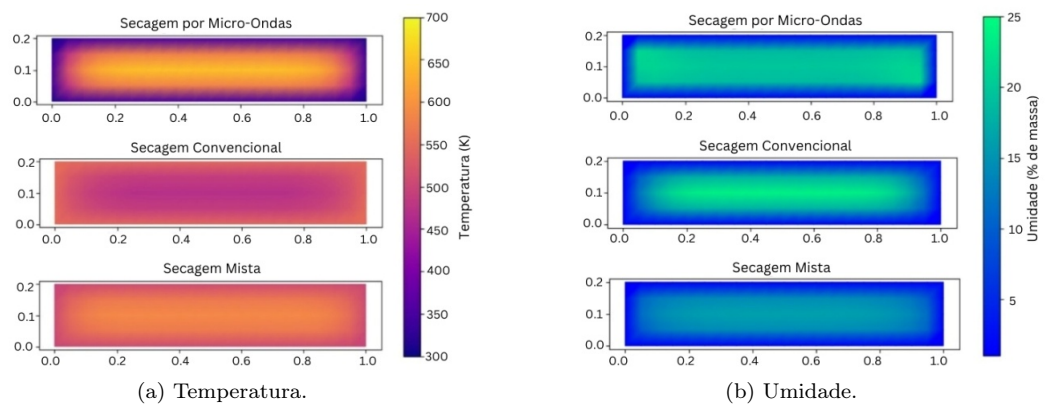 Secagem por Micro-Ondas
0.2
0.1
0.0
0.0 0.2 0.4 0.6 0.8 1.0
Secagem Convencional
0.2
0.1
0.0
0.0 0.2 0.4 0.6 0.8 1.0
Secagem Mista
0.2
0.1
0.0
0.0 0.2 0.4 0.6 0.8 1.0
700
650
600
550
500
450
400
350
300
Temperatura (K)
(a) Temperatura.
Secagem por Micro-Ondas
0.2
0.1
0.0
0.0 0.2 0.4 0.6 0.8 1.0
Secagem Convencional
0.2
0.1
0.0
0.0 0.2 0.4 0.6 0.8 1.0
Secagem Mista
0.2
0.1
0.0
0.0 0.2 0.4 0.6 0.8 1.0
25
20
15
10
5
Umidade (% de massa)
(b) Umidade.